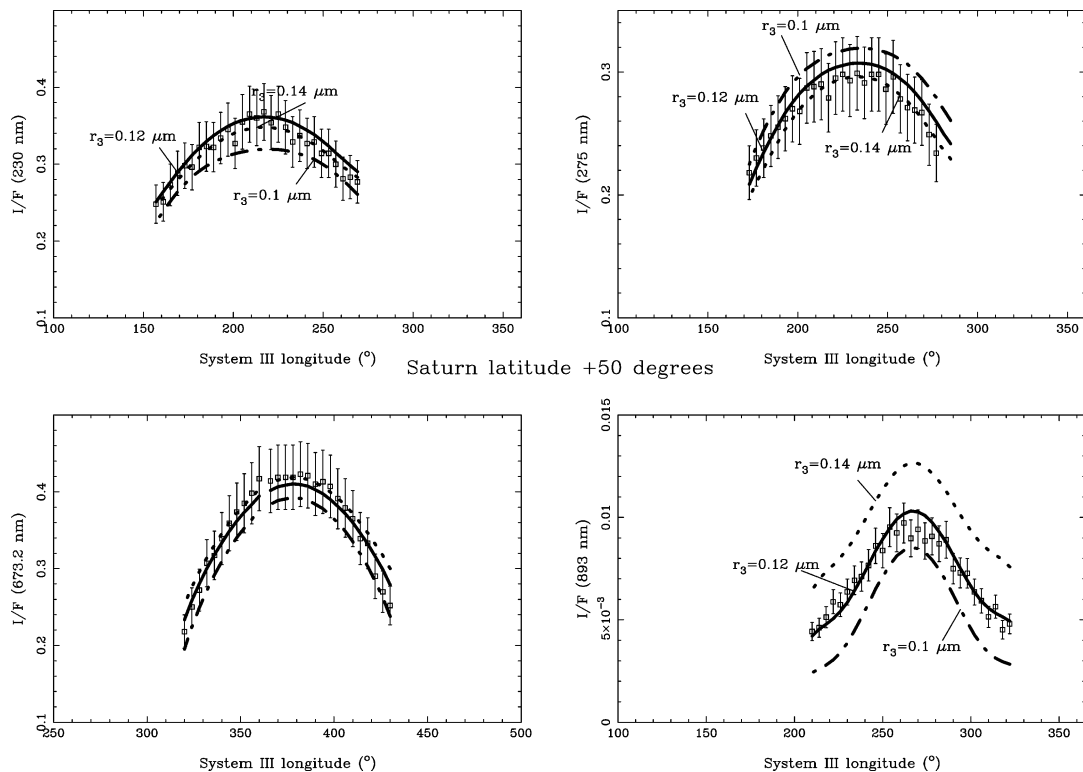 I/F (230 nm)
0.4
0.3
0.2
0.1
r3=0.14 μm
r3=0.12 μm
r3=0.1 μm
100 150 200 250 300 350
System III longitude (°)
I/F (275 nm)
0.3
0.2
0.1
r3=0.1 μm
r3=0.12 μm
r3=0.14 μm
100 150 200 250 300 350
System III longitude (°)
Saturn latitude +50 degrees
I/F (673.2 nm)
0.4
0.3
0.2
0.1
250 300 350 400 450 500
System III longitude (°)
I/F (893 nm)
0.015
0.01
5×10−3
0
r3=0.14 μm
r3=0.12 μm
r3=0.1 μm
100 150 200 250 300 350
System III longitude (°)